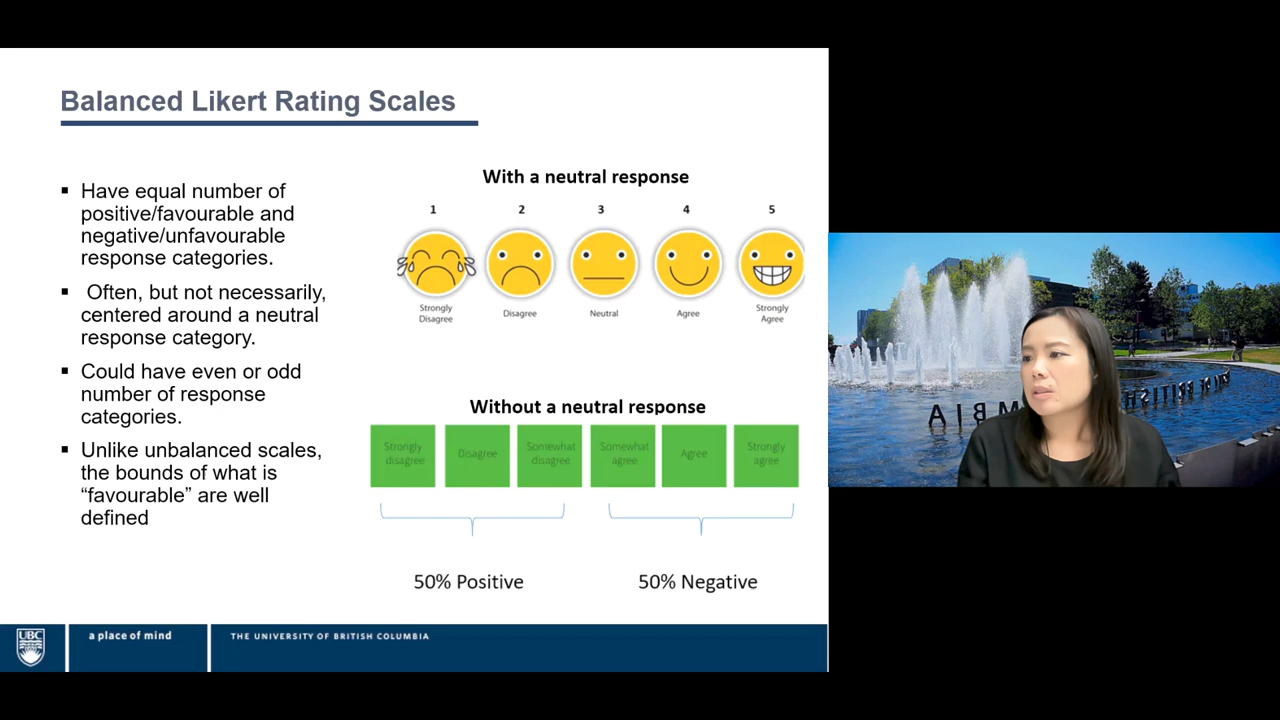 Balanced Likert Rating Scales
▪ Have equal number of
positive/favourable and
negative/unfavourable
response categories.
▪ Often, but not necessarily,
centered around a neutral
response category.
▪ Could have even or odd
number of response
categories.
▪ Unlike unbalanced scales,
the bounds of what is
“favourable” are well
defined
With a neutral response
1 2 3 4 5
Strongly Disagree
Disagree
Neutral
Agree
Strongly Agree
Without a neutral response
Strongly disagree
Disagree
Somewhat disagree
Somewhat agree
Agree
Strongly agree
50% Positive
50% Negative
UBC
a place of mind
THE UNIVERSITY OF BRITISH COLUMBIA